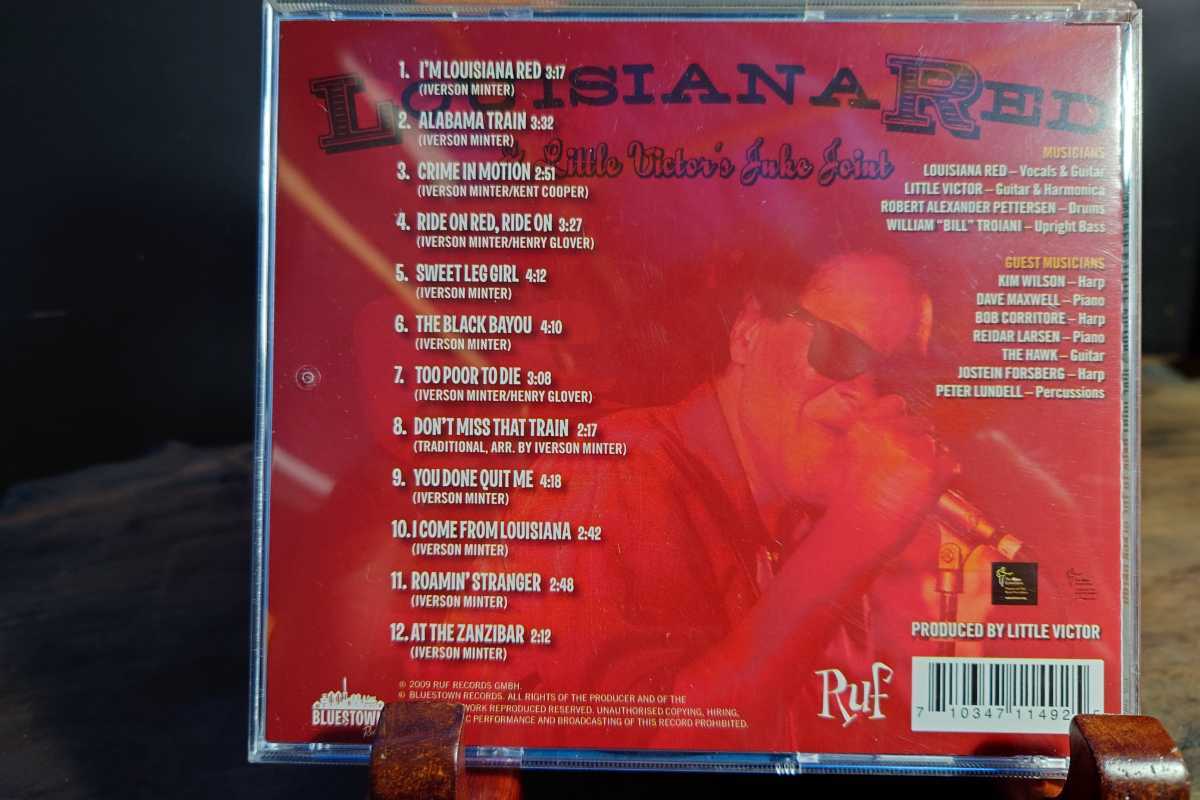 LOUISIANA RED
Little Victor's Juke Joint
1. I'M LOUISIANA RED 3:17
(IVERSON MINTER)
2. ALABAMA TRAIN 3:32
(IVERSON MINTER)
3. CRIME IN MOTION 2:51
(IVERSON MINTER/KENT COOPER)
4. RIDE ON RED, RIDE ON 3:27
(IVERSON MINTER/HENRY GLOVER)
5. SWEET LEG GIRL 4:12
(IVERSON MINTER)
6. THE BLACK BAYOU 4:10
(IVERSON MINTER)
7. TOO POOR TO DIE 3:08
(IVERSON MINTER/HENRY GLOVER)
8. DON'T MISS THAT TRAIN 2:17
(TRADITIONAL, ARR. BY IVERSON MINTER)
9. YOU DONE QUIT ME 4:18
(IVERSON MINTER)
10. I COME FROM LOUISIANA 2:42
(IVERSON MINTER)
11. ROAMIN' STRANGER 2:48
(IVERSON MINTER)
12. AT THE ZANZIBAR 2:12
(IVERSON MINTER)
MUSICIANS
LOUISIANA RED – Vocals & Guitar
LITTLE VICTOR – Guitar & Harmonica
ROBERT ALEXANDER PETTERSEN – Drums
WILLIAM "BILL" TROIANI – Upright Bass
GUEST MUSICIANS
KIM WILSON – Harp
DAVE MAXWELL – Piano
BOB CORRITORE – Harp
REIDAR LARSEN – Piano
THE HAWK – Guitar
JOSTEIN FORSBERG – Harp
PETER LUNDELL – Percussions
PRODUCED BY LITTLE VICTOR
BLUESTOWN
℗ 2009 RUF RECORDS GMBH.
© BLUESTOWN RECORDS. ALL RIGHTS OF THE PRODUCER AND OF THE
WORK REPRODUCED RESERVED. UNAUTHORISED COPYING, HIRING,
PERFORMANCE AND BROADCASTING OF THIS RECORD PROHIBITED.
Ruf
7 10347 11492 5